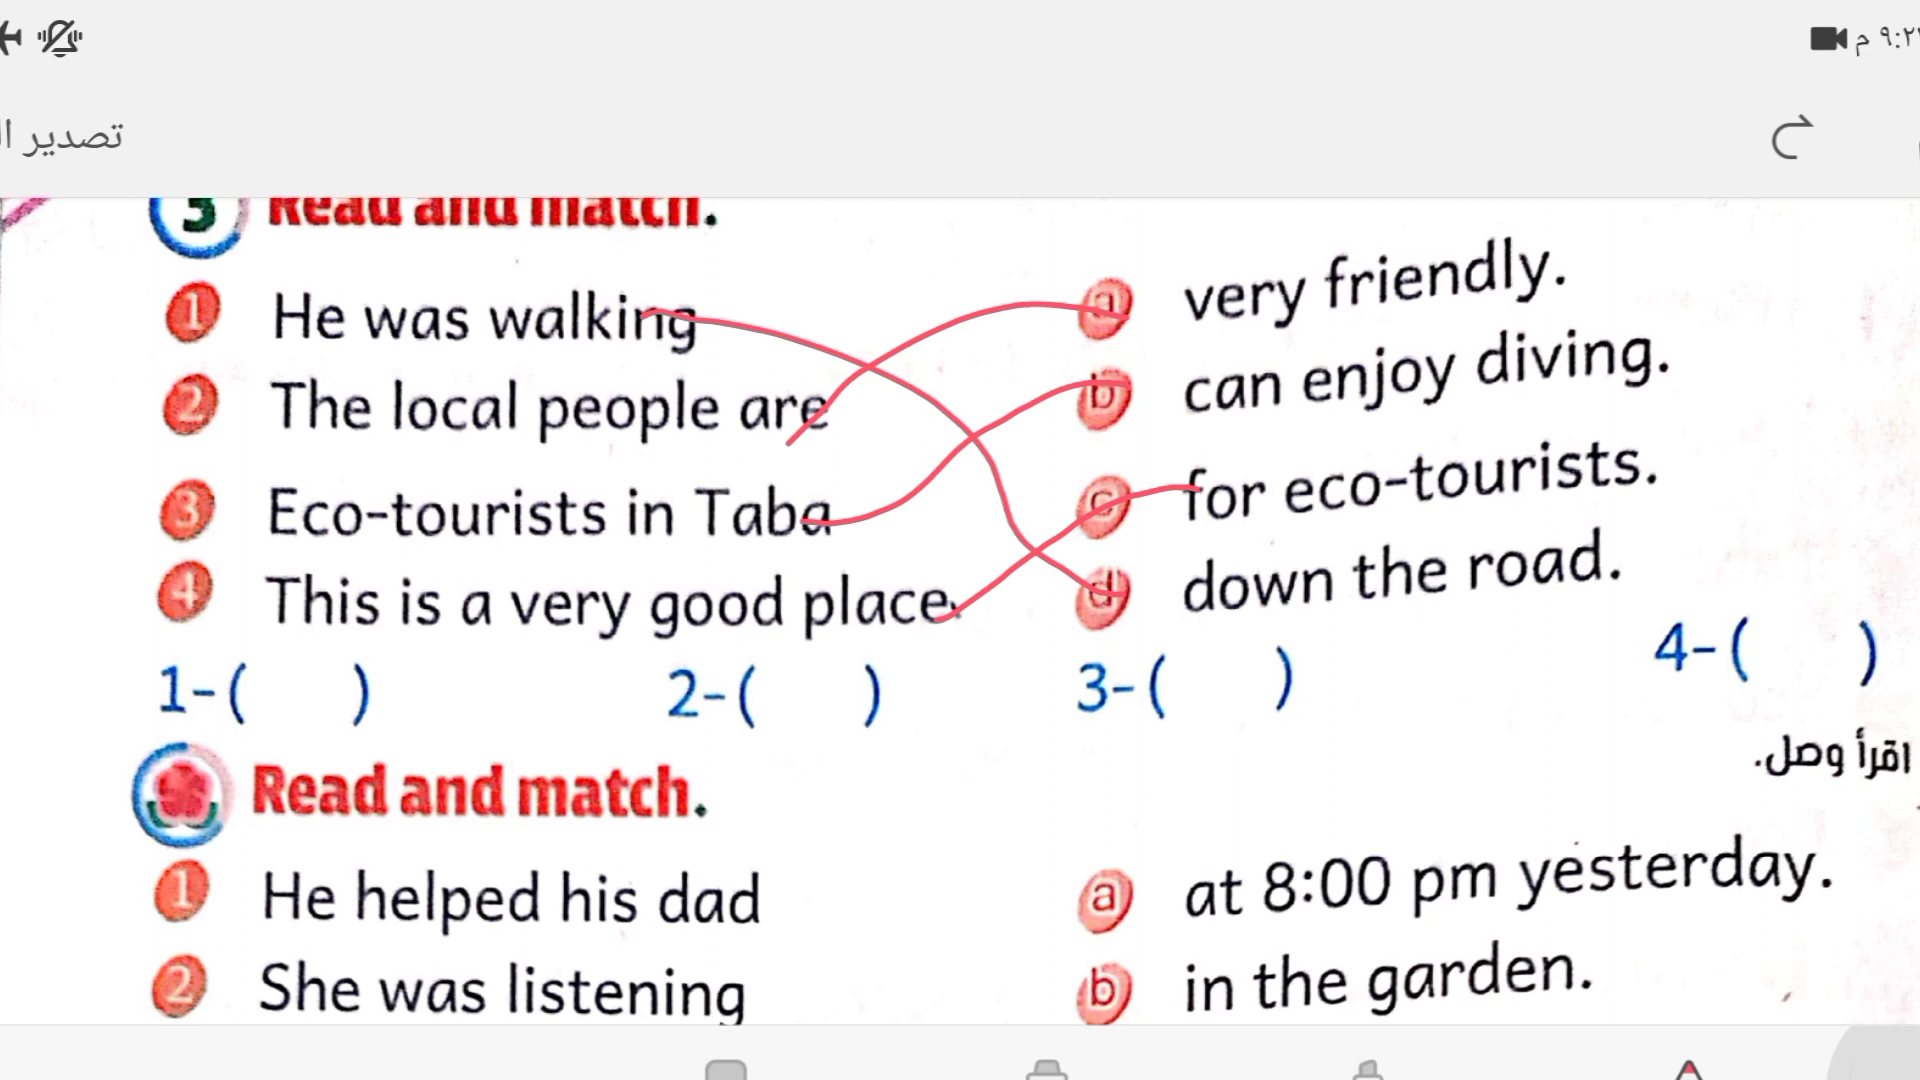 م
تصدير
3 Read and match.
1 He was walking
a very friendly.
2 The local people are
b can enjoy diving.
3 Eco-tourists in Taba
c for eco-tourists.
4 This is a very good place
d down the road.
1-( ) 2-( ) 3-( ) 4-( )
اقرأ وصل.
Read and match.
1 He helped his dad
a at 8:00 pm yesterday.
2 She was listening
b in the garden.